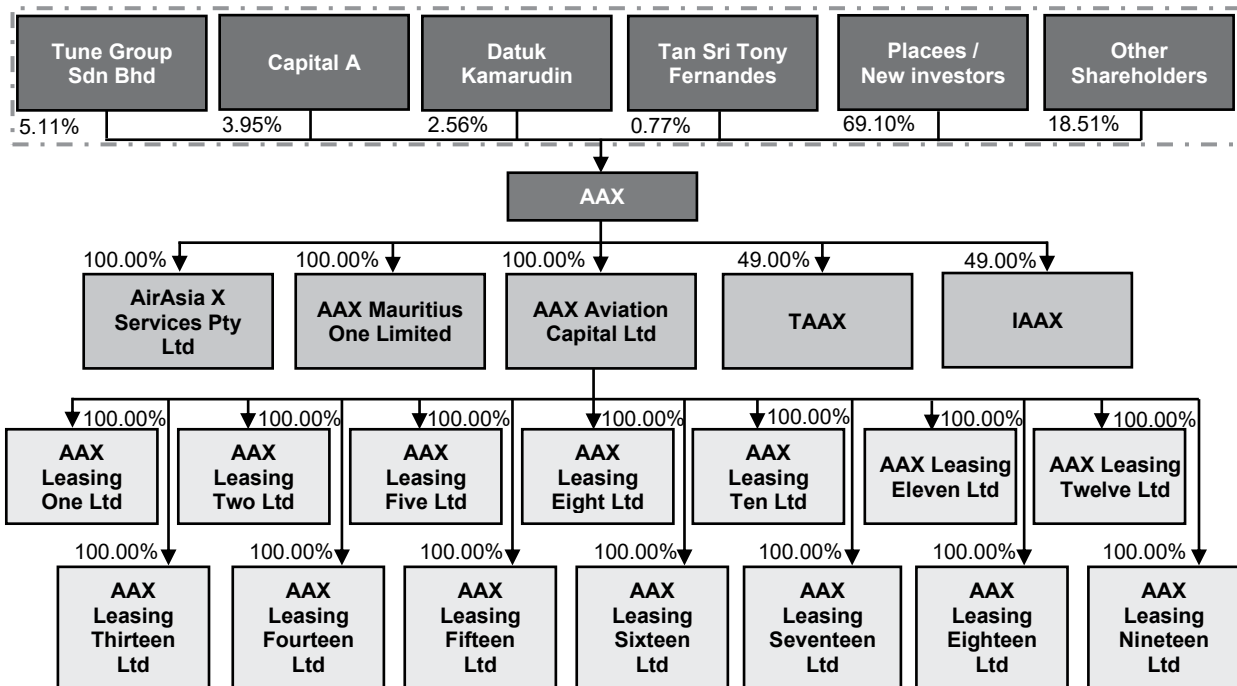 Tune Group
Sdn Bhd
Capital A
Datuk
Kamarudin
Tan Sri Tony
Fernandes
Placees /
New investors
Other
Shareholders
5.11%
3.95%
2.56%
0.77%
69.10%
18.51%
AAX
100.00%
100.00%
100.00%
49.00%
49.00%
AirAsia X
Services Pty
Ltd
AAX Mauritius
One Limited
AAX Aviation
Capital Ltd
TAAX
IAAX
100.00%
100.00%
100.00%
100.00%
100.00%
100.00%
100.00%
AAX
Leasing
One Ltd
AAX
Leasing
Two Ltd
AAX
Leasing
Five Ltd
AAX
Leasing
Eight Ltd
AAX
Leasing
Ten Ltd
AAX Leasing
Eleven Ltd
AAX Leasing
Twelve Ltd
100.00%
100.00%
100.00%
100.00%
100.00%
100.00%
100.00%
AAX
Leasing
Thirteen
Ltd
AAX
Leasing
Fourteen
Ltd
AAX
Leasing
Fifteen
Ltd
AAX
Leasing
Sixteen
Ltd
AAX
Leasing
Seventeen
Ltd
AAX
Leasing
Eighteen
Ltd
AAX
Leasing
Nineteen
Ltd